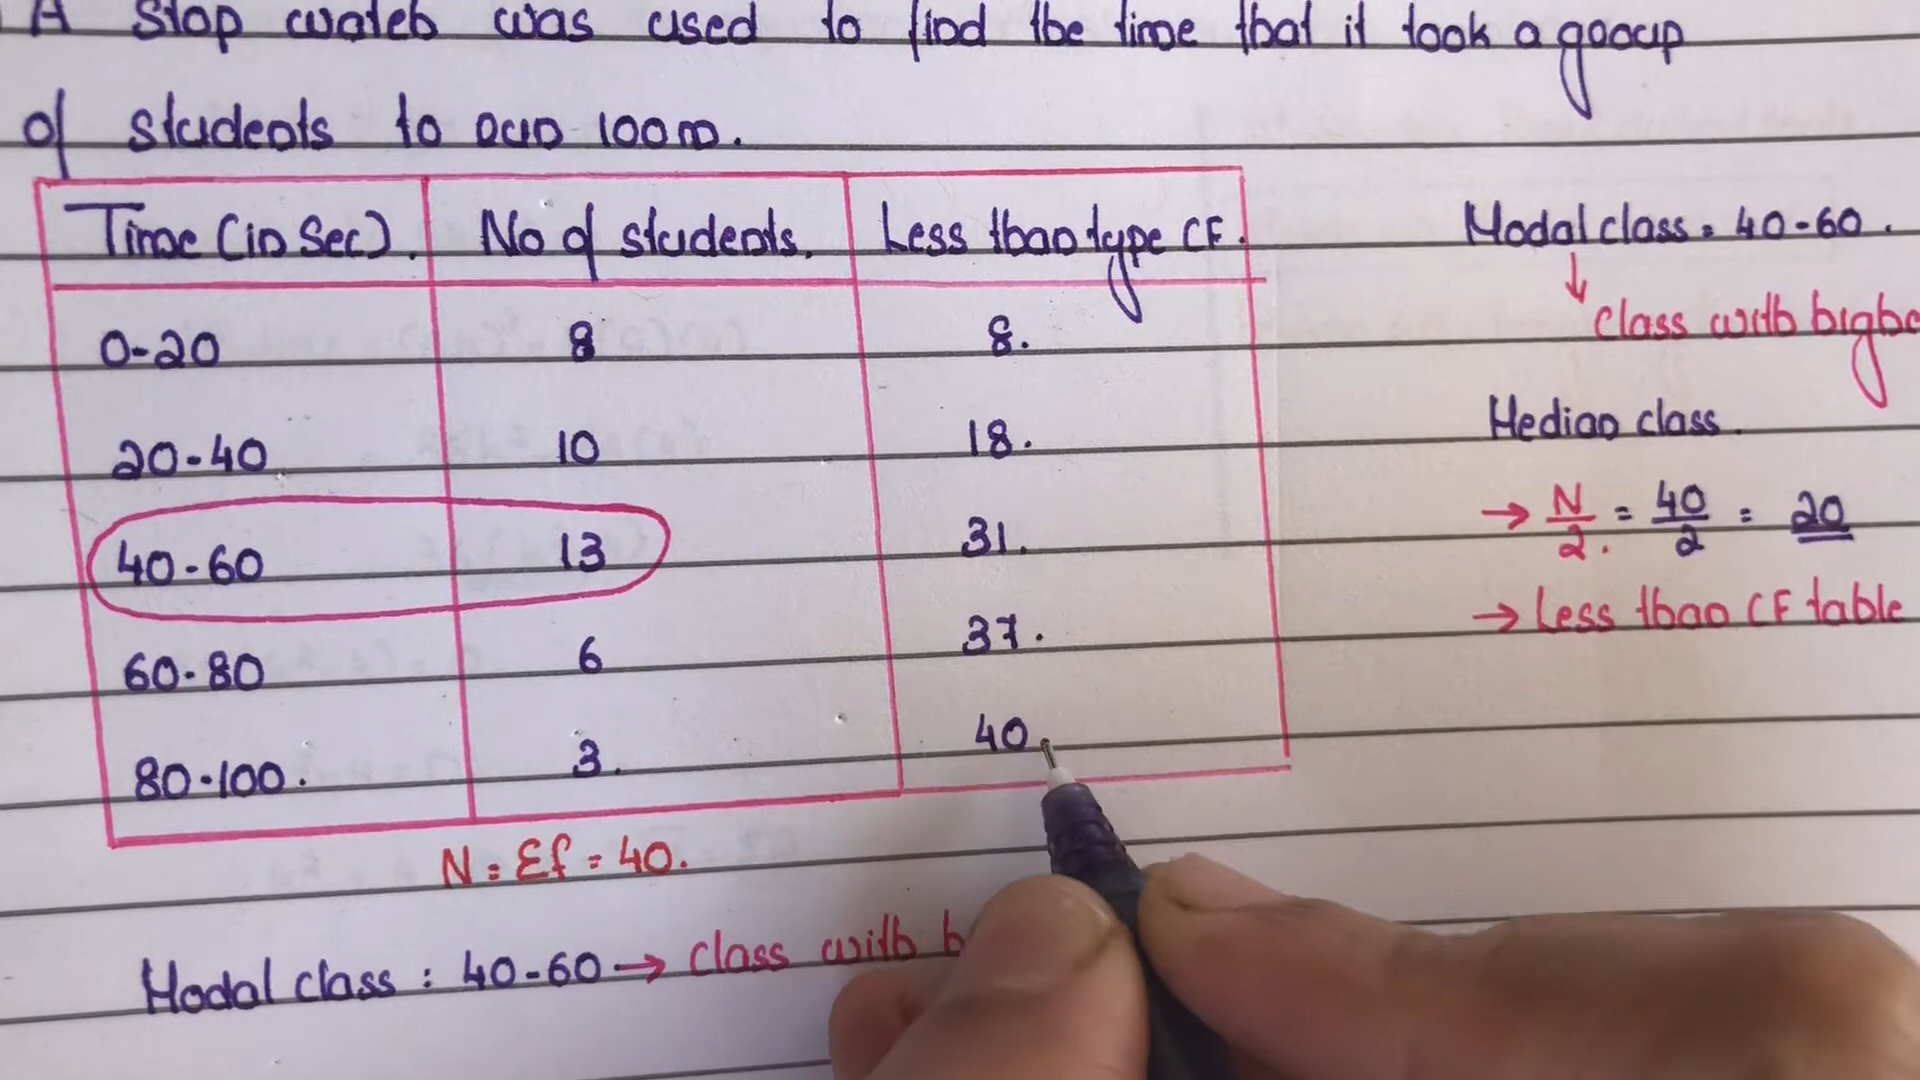 A Stop watch was used to find the time that it took a group
of students to run 100m.
Time (in Sec). No of students. Less than type CF.
0-20 8 8.
20-40 10 18.
40-60 13 31.
60-80 6 37.
80-100. 3. 40.
N = Σf = 40.
Modal class : 40-60 → class with
Modal class = 40-60.
↓
class with
Median class.
→ N/2. = 40/2 = 20
→ Less than CF table